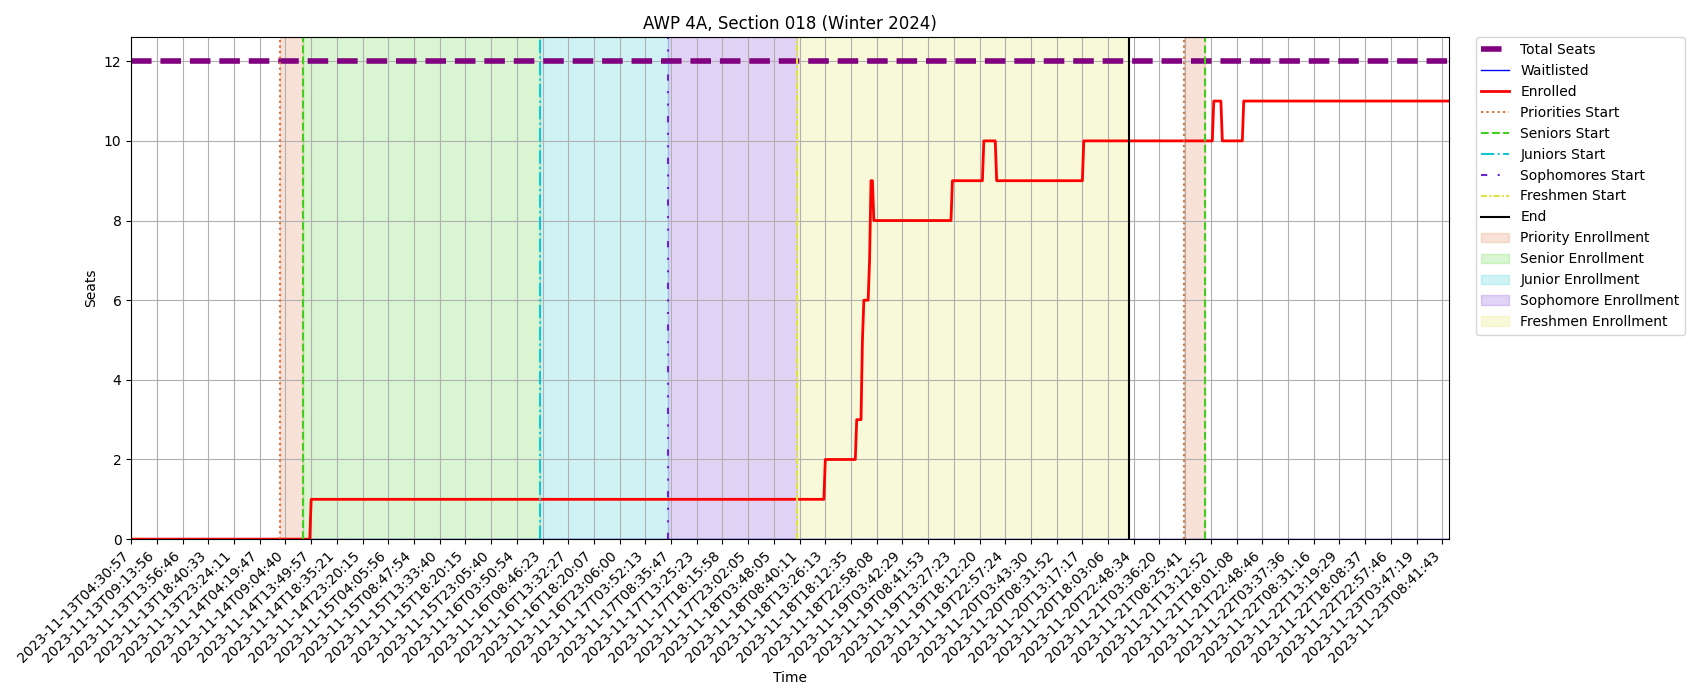 AWP 4A, Section 018 (Winter 2024)
Seats
12
10
8
6
4
2
0
2023-11-13T04:30:57
2023-11-13T09:13:56
2023-11-13T13:56:46
2023-11-13T18:40:33
2023-11-13T23:24:11
2023-11-14T04:19:47
2023-11-14T09:04:40
2023-11-14T13:49:57
2023-11-14T18:35:21
2023-11-14T23:20:15
2023-11-15T04:05:56
2023-11-15T08:47:54
2023-11-15T13:33:40
2023-11-15T18:20:15
2023-11-15T23:05:40
2023-11-16T03:50:54
2023-11-16T08:46:23
2023-11-16T13:32:27
2023-11-16T18:20:07
2023-11-16T23:06:00
2023-11-17T03:52:13
2023-11-17T08:35:47
2023-11-17T13:25:23
2023-11-17T18:15:58
2023-11-17T23:02:05
2023-11-18T03:48:05
2023-11-18T08:40:11
2023-11-18T13:26:13
2023-11-18T18:12:35
2023-11-18T22:58:08
2023-11-19T03:42:29
2023-11-19T08:41:53
2023-11-19T13:27:23
2023-11-19T18:12:20
2023-11-19T22:57:24
2023-11-20T03:43:30
2023-11-20T08:31:52
2023-11-20T13:17:17
2023-11-20T18:03:06
2023-11-20T22:48:34
2023-11-21T03:36:20
2023-11-21T08:25:41
2023-11-21T13:12:52
2023-11-21T18:01:08
2023-11-21T22:48:46
2023-11-22T03:37:36
2023-11-22T08:31:16
2023-11-22T13:19:29
2023-11-22T18:08:37
2023-11-22T22:57:46
2023-11-23T03:47:19
2023-11-23T08:41:43
Time
Total Seats
Waitlisted
Enrolled
Priorities Start
Seniors Start
Juniors Start
Sophomores Start
Freshmen Start
End
Priority Enrollment
Senior Enrollment
Junior Enrollment
Sophomore Enrollment
Freshmen Enrollment